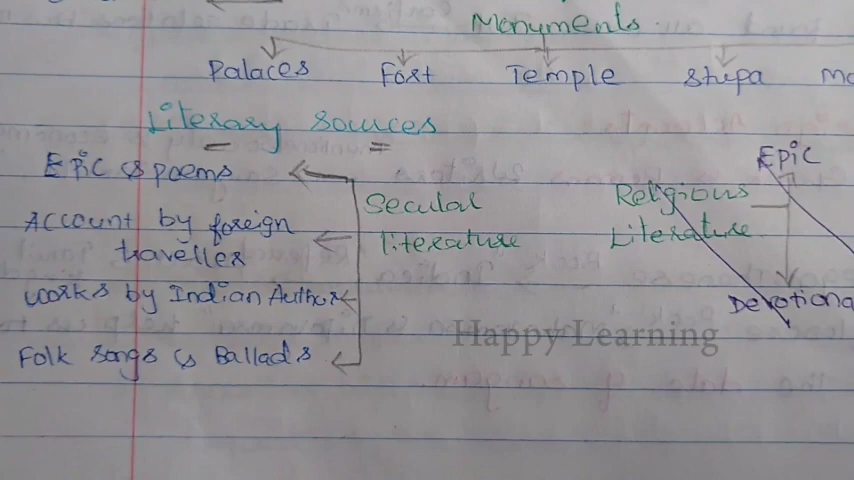 Monuments
Palaces Fort Temple Stupa
Literary sources
Epic
Epic & poems
Secular Religious
Account by foreign
literature Literature
traveller
works by Indian Author
Devotiona
Happy Learning
Folk songs & Ballads